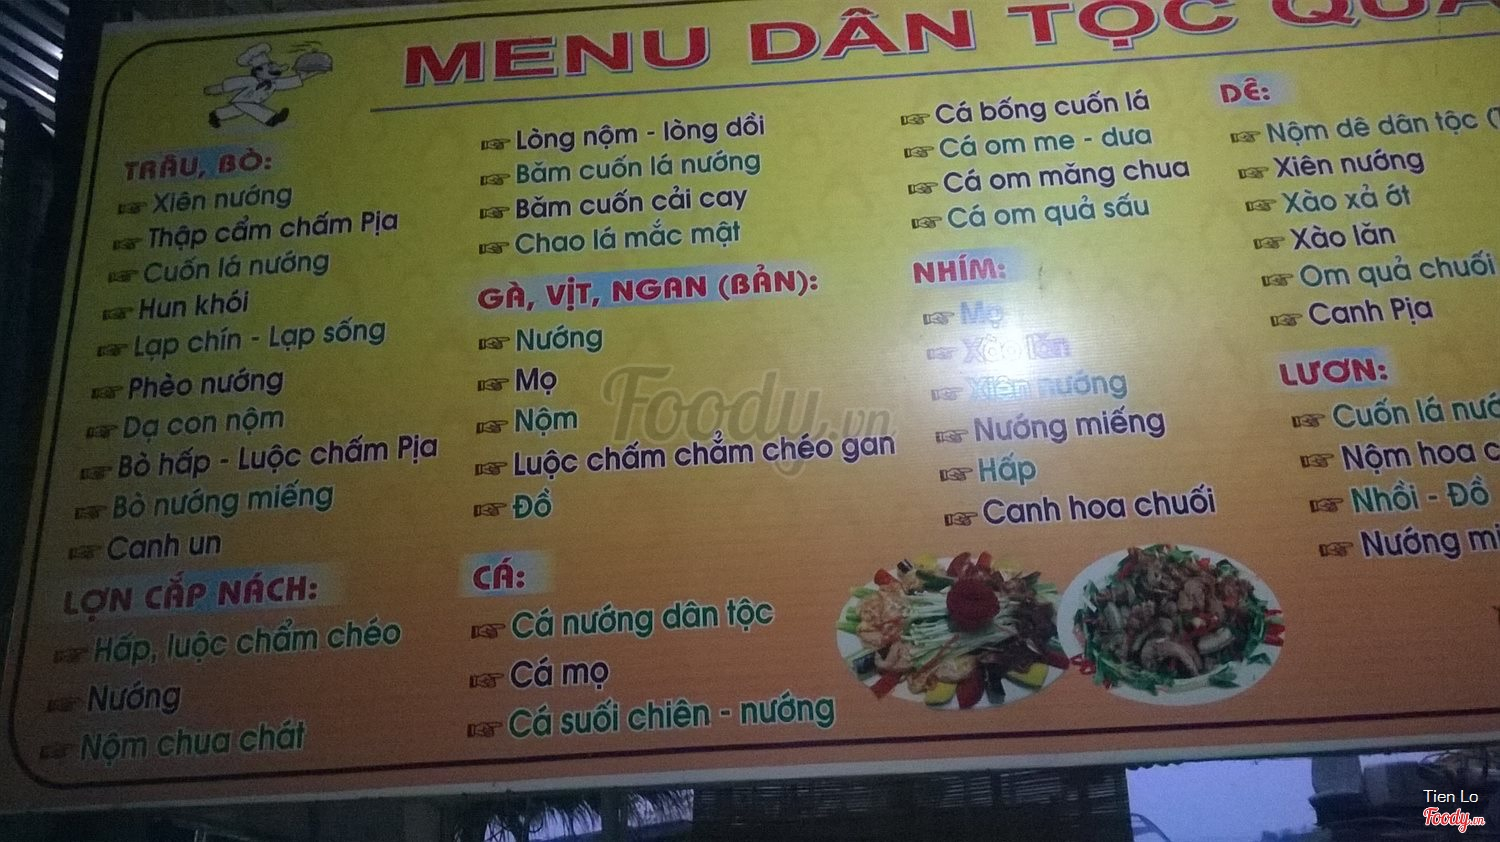 MENU DÂN TỘC
TRÂU, BÒ:
Xiên nướng
Thập cẩm chấm Pịa
Cuốn lá nướng
Hun khói
Lạp chín - Lạp sống
Phèo nướng
Dạ con nộm
Bò hấp - Luộc chấm Pịa
Bò nướng miếng
Canh un
LỢN CẮP NÁCH:
Hấp, luộc chẩm chéo
Nướng
Nộm chua chát
Lòng nộm - lòng dồi
Băm cuốn lá nướng
Băm cuốn cải cay
Chao lá mắc mật
GÀ, VỊT, NGAN (BẢN):
Nướng
Mọ
Nộm
Luộc chấm chẳm chéo gan
Đồ
CÁ:
Cá nướng dân tộc
Cá mọ
Cá suối chiên - nướng
Cá bống cuốn lá
Cá om me - dưa
Cá om măng chua
Cá om quả sấu
NHÍM:
Mọ
Xào lăn
Xiên nướng
Nướng miếng
Hấp
Canh hoa chuối
DÊ:
Nộm dê dân tộc
Xiên nướng
Xào xả ớt
Xào lăn
Om quả chuối
Canh Pịa
LƯƠN:
Cuốn lá
Nộm hoa
Nhồi - Đồ
Nướng
Foody.vn
Tien Lo
Foody.vn